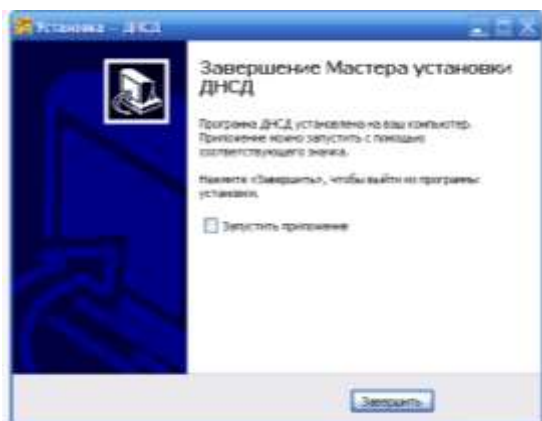 Установка — ДНСД
Завершение Мастера установки
ДНСД
Программа ДНСД установлена на ваш компьютер.
Приложение можно запустить с помощью
соответствующего значка.
Нажмите «Завершить», чтобы выйти из программы
установки.
Запустить приложение
Завершить